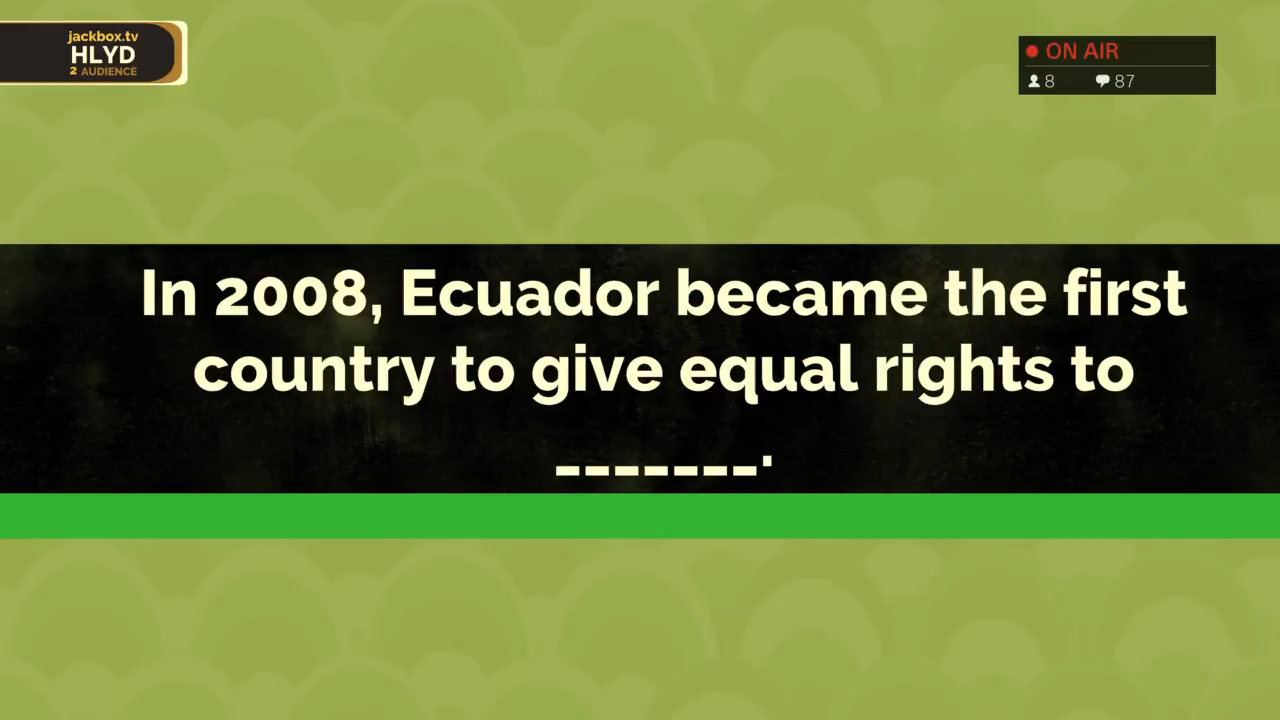 jackbox.tv
HLYD
2 AUDIENCE
ON AIR
8 87
In 2008, Ecuador became the first
country to give equal rights to
_______.